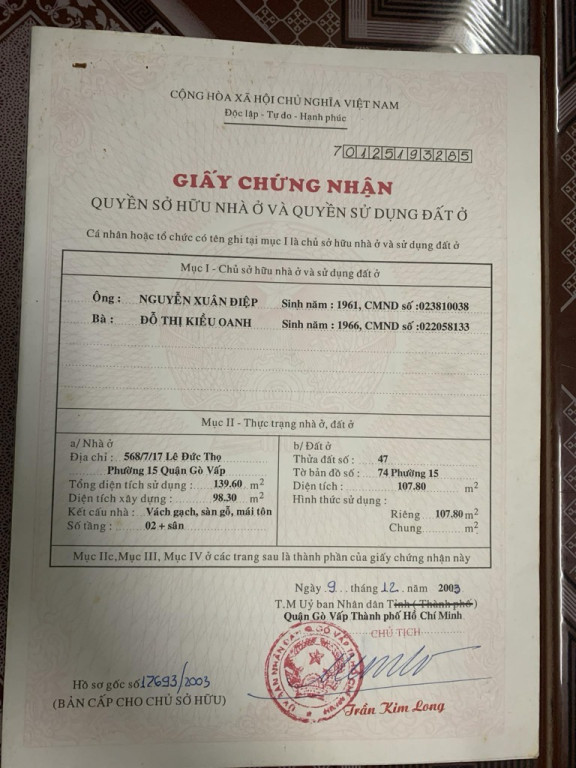 CỘNG HÒA XÃ HỘI CHỦ NGHĨA VIỆT NAM
Độc lập - Tự do - Hạnh phúc
7012519 3285
GIẤY CHỨNG NHẬN
QUYỀN SỞ HỮU NHÀ Ở VÀ QUYỀN SỬ DỤNG ĐẤT Ở
Cá nhân hoặc tổ chức có tên ghi tại mục I là chủ sở hữu nhà ở và sử dụng đất ở
Mục I - Chủ sở hữu nhà ở và sử dụng đất ở
Ông : NGUYỄN XUÂN ĐIỆP Sinh năm : 1961, CMND số :023810038
Bà : ĐỖ THỊ KIỀU OANH Sinh năm : 1966, CMND số :022058133
Mục II - Thực trạng nhà ở, đất ở
a/ Nhà ở
Địa chỉ : 568/7/17 Lê Đức Thọ
Phường 15 Quận Gò Vấp
Tổng diện tích sử dụng : 139.60 m2
Diện tích xây dựng : 98.30 m2
Kết cấu nhà : Vách gạch, sàn gỗ, mái tôn
Số tầng : 02 + sân
b/ Đất ở
Thửa đất số : 47
Tờ bản đồ số : 74 Phường 15
Diện tích : 107.80 m2
Hình thức sử dụng :
Riêng 107.80 m2
Chung m2
Mục IIc,Mục III, Mục IV ở các trang sau là thành phần của giấy chứng nhận này
Ngày 9 tháng 12 năm 2003
T.M Uỷ ban Nhân dân Tỉnh ( Thành phố )
Quận Gò Vấp Thành phố Hồ Chí Minh
CHỦ TỊCH
Hồ sơ gốc số 17693/2003
(BẢN CẤP CHO CHỦ SỞ HỮU)
Trần Kim Long